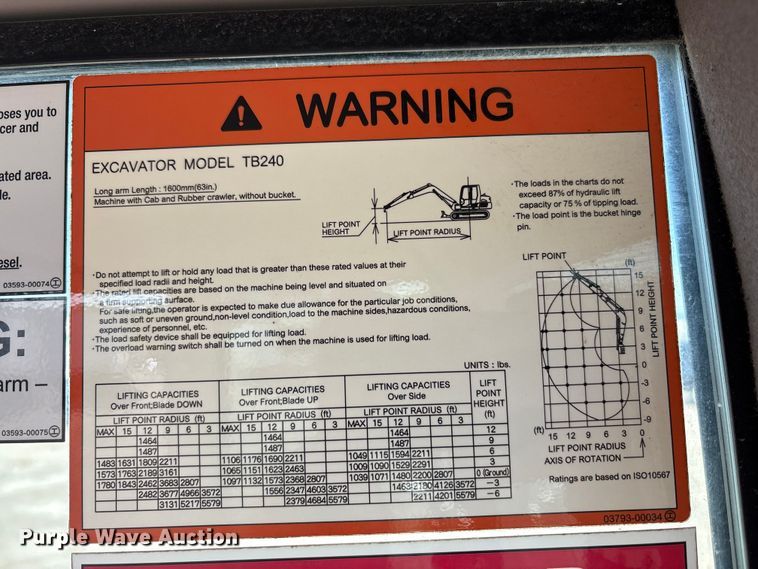 oses you to
cer and
ated area.
le.
esel.
03593-00074
G:
arm –
03593-00075
WARNING
EXCAVATOR MODEL TB240
Long arm Length : 1600mm(63in.)
Machine with Cab and Rubber crawler, without bucket.
LIFT POINT
HEIGHT
LIFT POINT RADIUS
·The loads in the charts do not
exceed 87% of hydraulic lift
capacity or 75 % of tipping load.
·The load point is the bucket hinge
pin.
·Do not attempt to lift or hold any load that is greater than these rated values at their
specified load radii and height.
·The rated lift capacities are based on the machine being level and situated on
a firm supporting surface.
For safe lifting,the operator is expected to make due allowance for the particular job conditions,
such as soft or uneven ground,non-level condition,load to the machine sides,hazardous conditions,
experience of personnel, etc.
·The load safety device shall be equipped for lifting load.
·The overload warning switch shall be turned on when the machine is used for lifting load.
UNITS : lbs.
LIFTING CAPACITIES
Over Front;Blade DOWN
LIFTING CAPACITIES
Over Front;Blade UP
LIFTING CAPACITIES
Over Side
LIFT
POINT
HEIGHT
(ft)
LIFT POINT RADIUS (ft) LIFT POINT RADIUS (ft) LIFT POINT RADIUS (ft)
MAX 15 12 9 6 3 MAX 15 12 9 6 3 MAX 15 12 9 6 3
1464 1464 1464 12
1487 1487 1487 9
1483 1631 1809 2211 1106 1176 1690 2211 1049 1115 1594 2211 6
1573 1763 2189 3161 1065 1151 1623 2463 1009 1090 1529 2291 3
1780 1843 2462 3683 2807 1097 1132 1573 2368 2807 1039 1071 1480 2200 2807 0 (Ground)
2482 3677 4966 3572 1556 2347 4603 3572 1463 2180 4126 3572 −3
3131 5217 5579 2379 4684 5579 2211 4201 5579 −6
LIFT POINT
(ft)
15
12
9
6
3
0
-3
-6
-9
LIFT POINT HEIGHT
(ft) 15 12 9 6 3 0
LIFT POINT RADIUS
AXIS OF ROTATION
Ratings are based on ISO10567
03793-00034
Purple Wave Auction